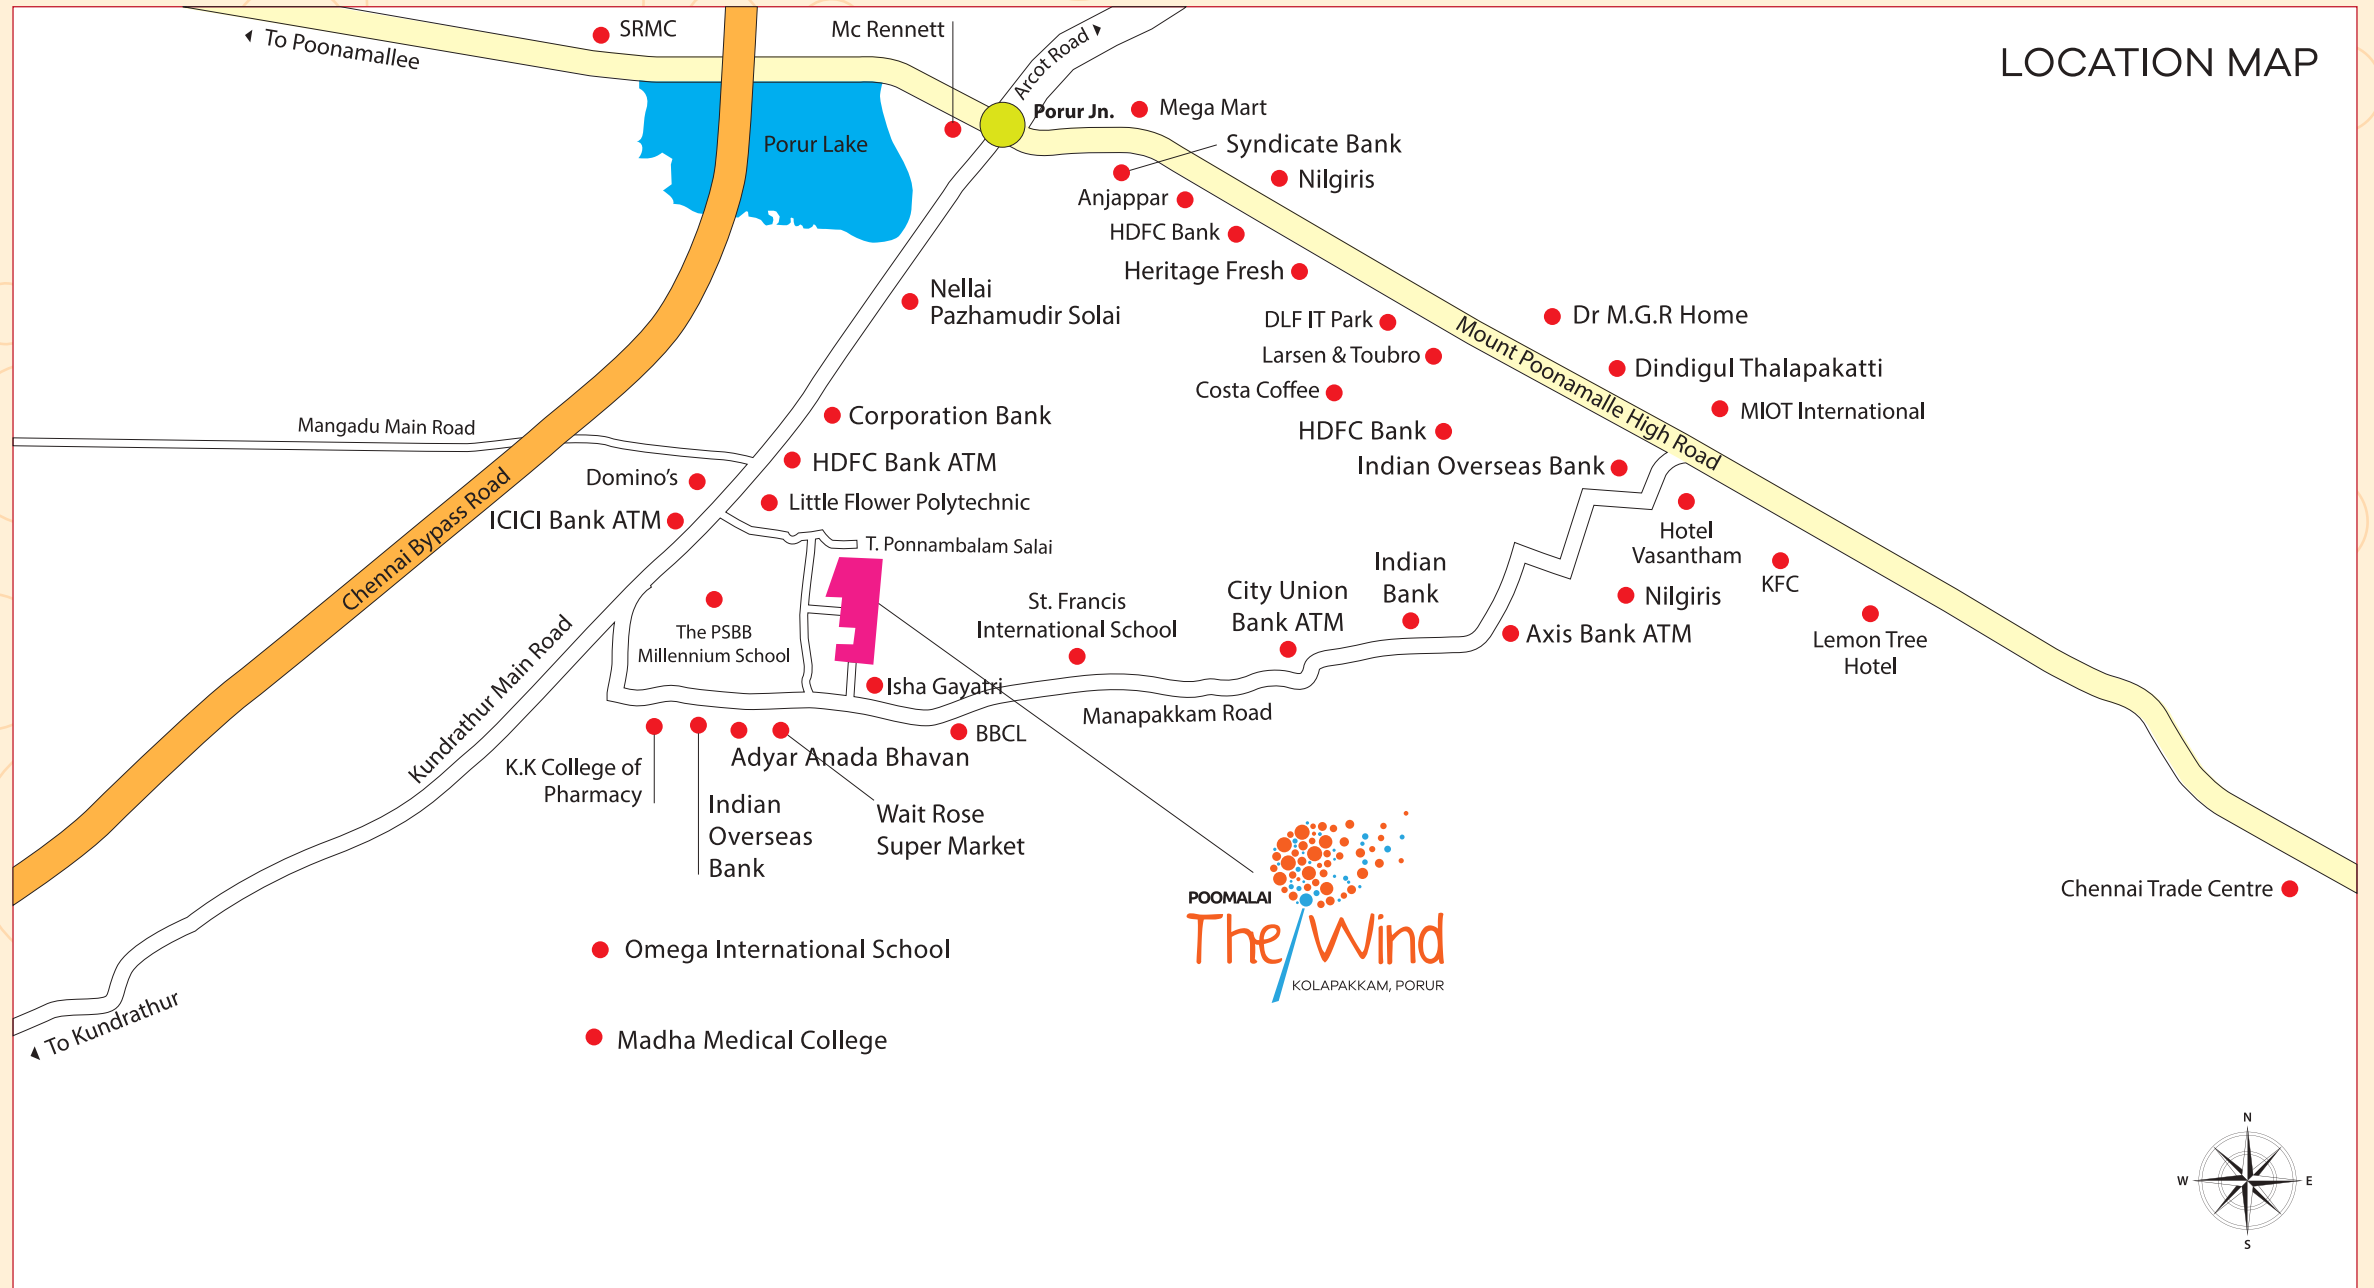 LOCATION MAP
SRMC
Mc Rennett
To Poonamallee
Arcot Road
Porur Jn.
Mega Mart
Porur Lake
Syndicate Bank
Nilgiris
Anjappar
HDFC Bank
Heritage Fresh
Nellai
Pazhamudir Solai
DLF IT Park
Dr M.G.R Home
Larsen & Toubro
Mount Poonamalle High Road
Dindigul Thalapakatti
Costa Coffee
MIOT International
Mangadu Main Road
Corporation Bank
HDFC Bank
HDFC Bank ATM
Indian Overseas Bank
Domino's
Little Flower Polytechnic
ICICI Bank ATM
Chennai Bypass Road
T. Ponnambalam Salai
Hotel
Vasantham
KFC
Indian
Bank
City Union
Bank ATM
St. Francis
International School
Nilgiris
Axis Bank ATM
Lemon Tree
Hotel
The PSBB
Millennium School
Isha Gayatri
Kundrathur Main Road
Manapakkam Road
BBCL
K.K College of
Pharmacy
Adyar Anada Bhavan
Indian
Overseas
Bank
Wait Rose
Super Market
POOMALAI
The Wind
KOLAPAKKAM, PORUR
Chennai Trade Centre
Omega International School
To Kundrathur
Madha Medical College
N
W
E
S